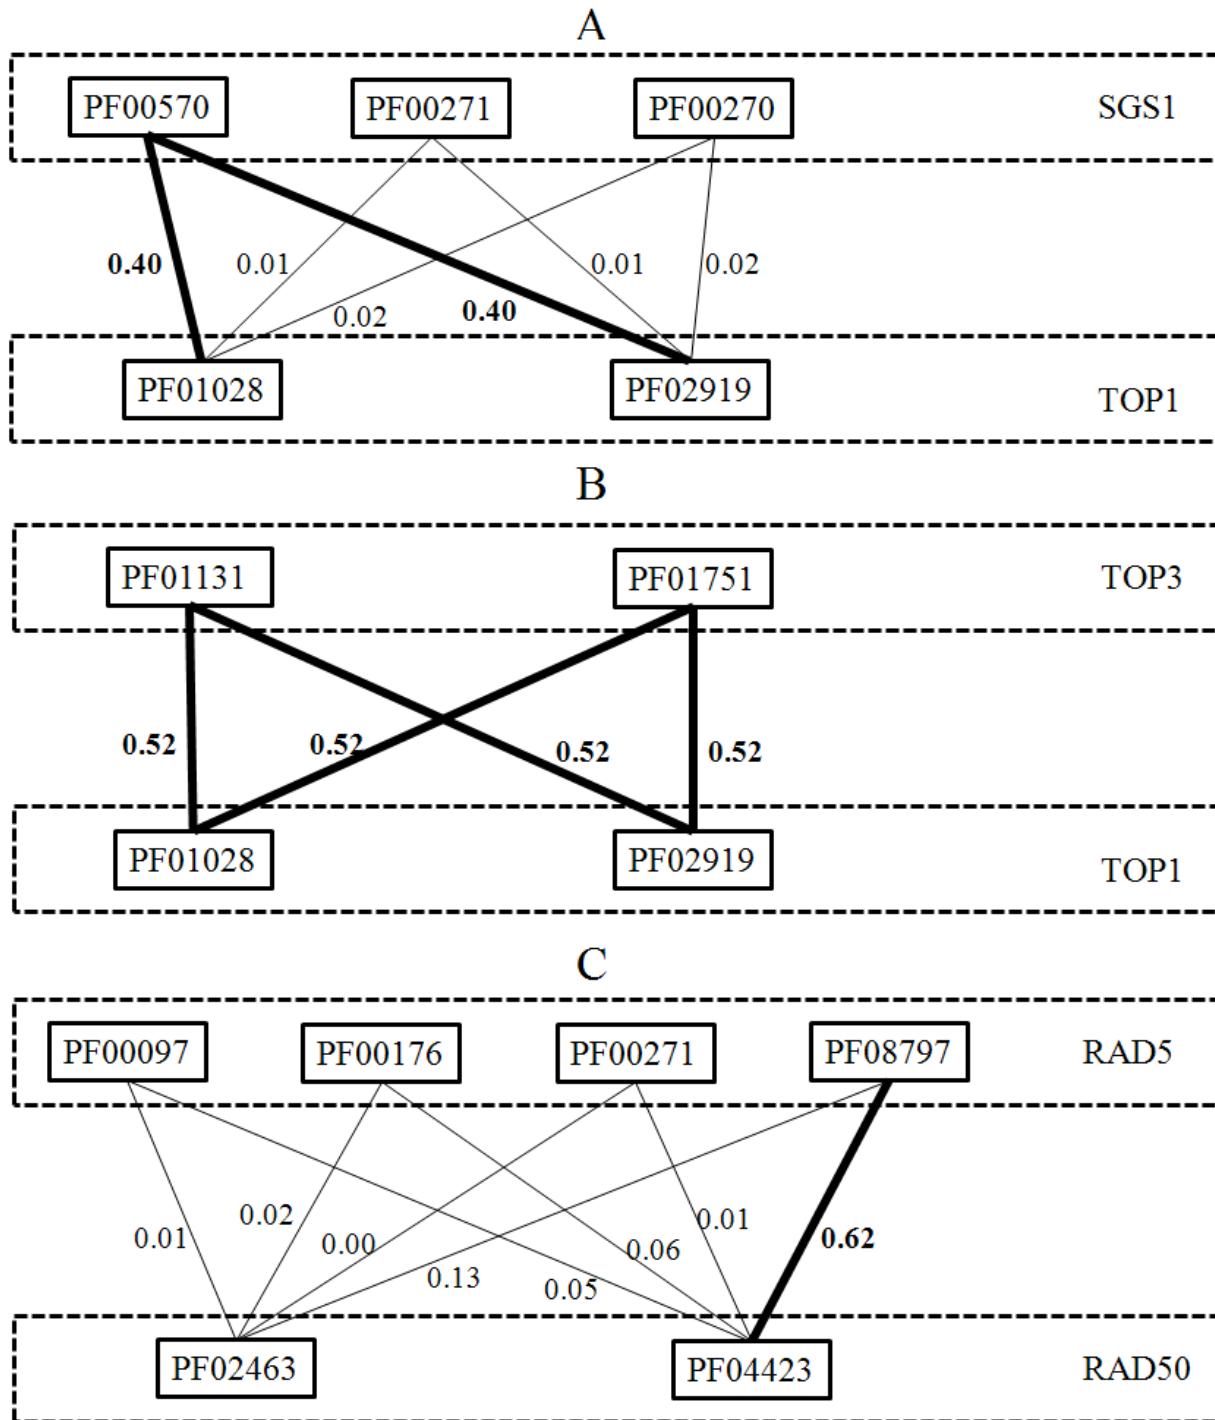 A
PF00570 PF00271 PF00270 SGS1
0.40 0.01 0.01 0.02
0.02 0.40
PF01028 PF02919 TOP1
B
PF01131 PF01751 TOP3
0.52 0.52 0.52 0.52
PF01028 PF02919 TOP1
C
PF00097 PF00176 PF00271 PF08797 RAD5
0.01 0.02 0.00 0.06 0.01 0.62
0.13 0.05
PF02463 PF04423 RAD50